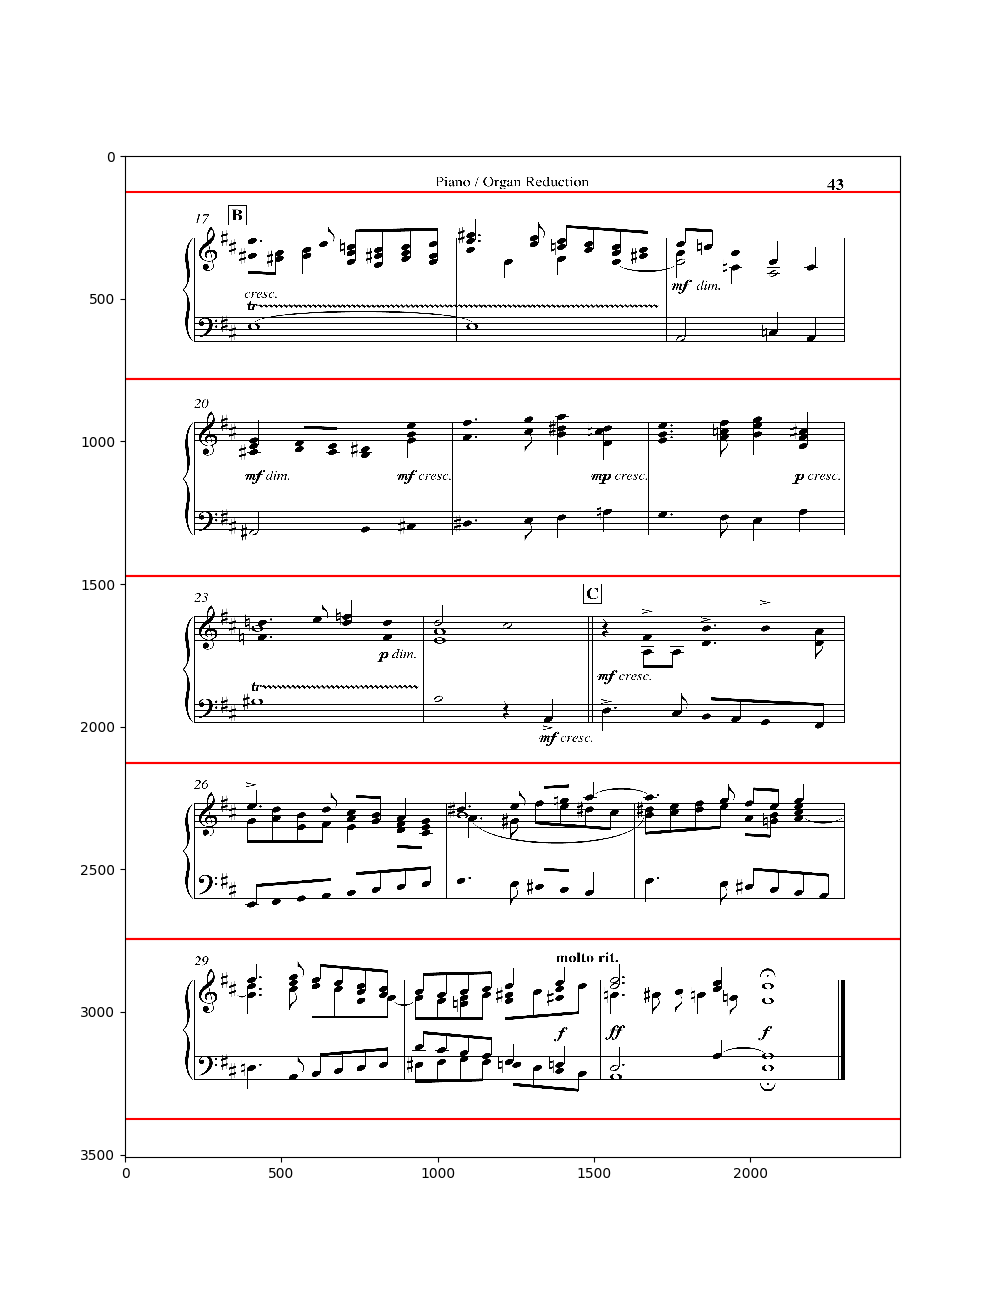 0
Piano / Organ Reduction 43
17 B
cresc.
tr
mf dim.
500
20
1000
mf dim. mf cresc. mp cresc. p cresc.
1500
23 C
p dim.
mf cresc.
tr
2000
mf cresc.
26
2500
29 molto rit.
3000
f ff f
3500
0 500 1000 1500 2000